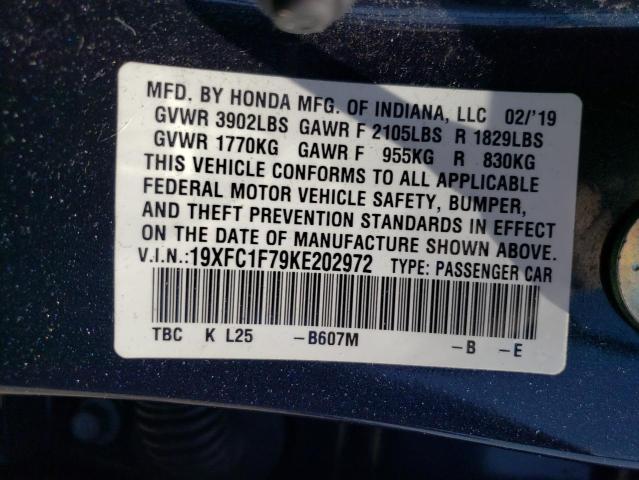 MFD. BY HONDA MFG. OF INDIANA, LLC 02/'19
GVWR 3902LBS GAWR F 2105LBS R 1829LBS
GVWR 1770KG GAWR F 955KG R 830KG
THIS VEHICLE CONFORMS TO ALL APPLICABLE
FEDERAL MOTOR VEHICLE SAFETY, BUMPER,
AND THEFT PREVENTION STANDARDS IN EFFECT
ON THE DATE OF MANUFACTURE SHOWN ABOVE.
V.I.N.:19XFC1F79KE202972 TYPE: PASSENGER CAR
TBC K L25 -B607M -B -E